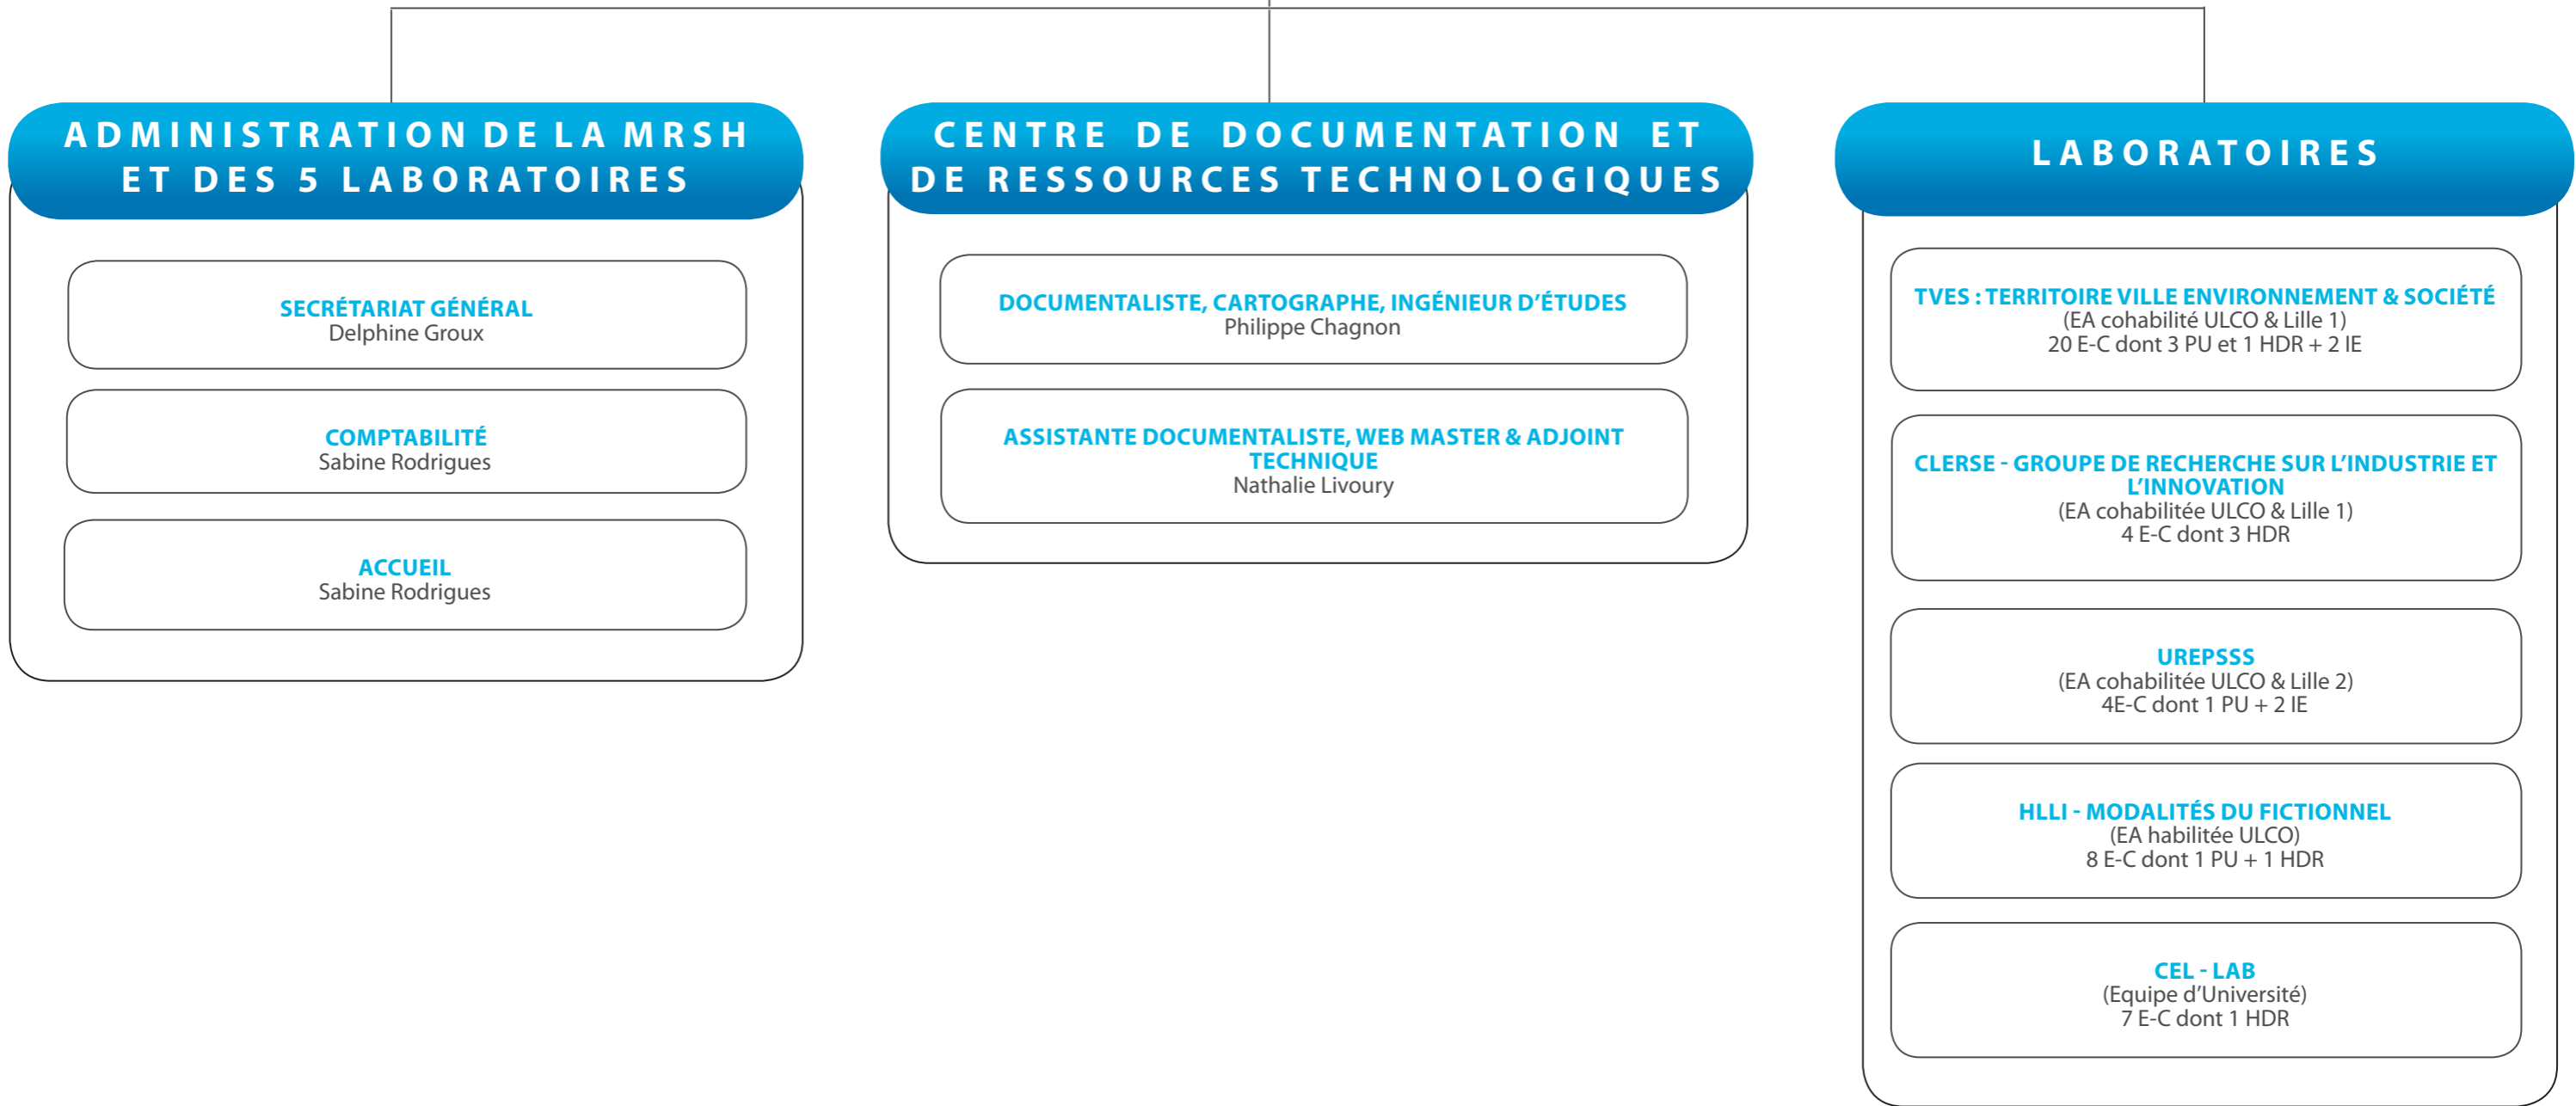 ADMINISTRATION DE LA MRSH
ET DES 5 LABORATOIRES
SECRÉTARIAT GÉNÉRAL
Delphine Groux
COMPTABILITÉ
Sabine Rodrigues
ACCUEIL
Sabine Rodrigues
CENTRE DE DOCUMENTATION ET
DE RESSOURCES TECHNOLOGIQUES
DOCUMENTALISTE, CARTOGRAPHE, INGÉNIEUR D'ÉTUDES
Philippe Chagnon
ASSISTANTE DOCUMENTALISTE, WEB MASTER & ADJOINT
TECHNIQUE
Nathalie Livoury
LABORATOIRES
TVES : TERRITOIRE VILLE ENVIRONNEMENT & SOCIÉTÉ
(EA cohabilité ULCO & Lille 1)
20 E-C dont 3 PU et 1 HDR + 2 IE
CLERSE - GROUPE DE RECHERCHE SUR L'INDUSTRIE ET
L'INNOVATION
(EA cohabilitée ULCO & Lille 1)
4 E-C dont 3 HDR
UREPSSS
(EA cohabilitée ULCO & Lille 2)
4E-C dont 1 PU + 2 IE
HLLI - MODALITÉS DU FICTIONNEL
(EA habilitée ULCO)
8 E-C dont 1 PU + 1 HDR
CEL - LAB
(Equipe d'Université)
7 E-C dont 1 HDR